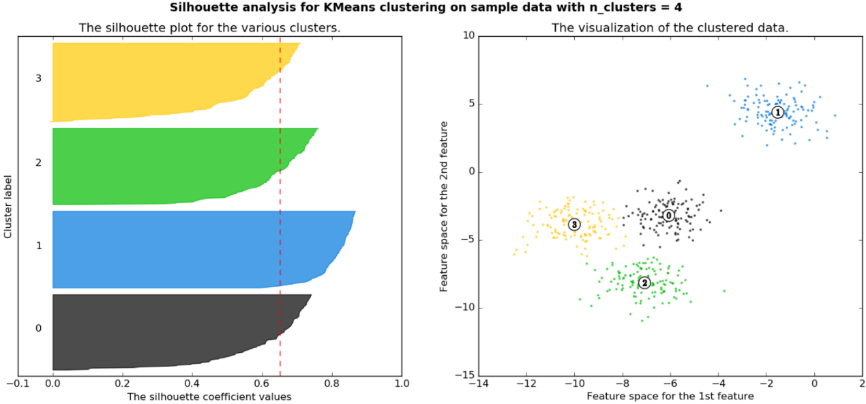 Silhouette analysis for KMeans clustering on sample data with n_clusters = 4
The silhouette plot for the various clusters.
Cluster label
3
2
1
0
−0.1 0.0 0.2 0.4 0.6 0.8 1.0
The silhouette coefficient values
The visualization of the clustered data.
Feature space for the 2nd feature
10
5
0
−5
−10
−15
1
0
3
2
−14 −12 −10 −8 −6 −4 −2 0 2
Feature space for the 1st feature